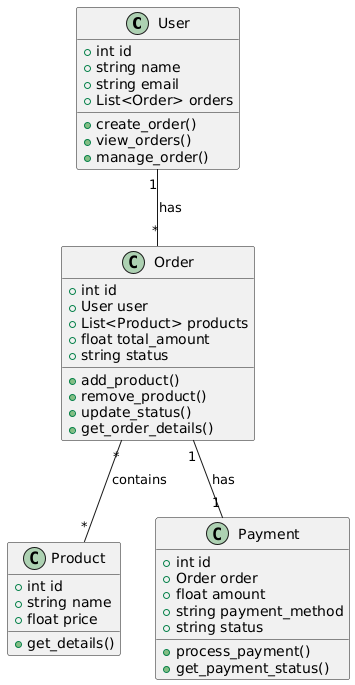 C User
int id
string name
string email
List<Order> orders
create_order()
view_orders()
manage_order()
1
has
*
C Order
int id
User user
List<Product> products
float total_amount
string status
add_product()
remove_product()
update_status()
get_order_details()
* 1
contains has
* 1
C Product
int id
string name
float price
get_details()
C Payment
int id
Order order
float amount
string payment_method
string status
process_payment()
get_payment_status()